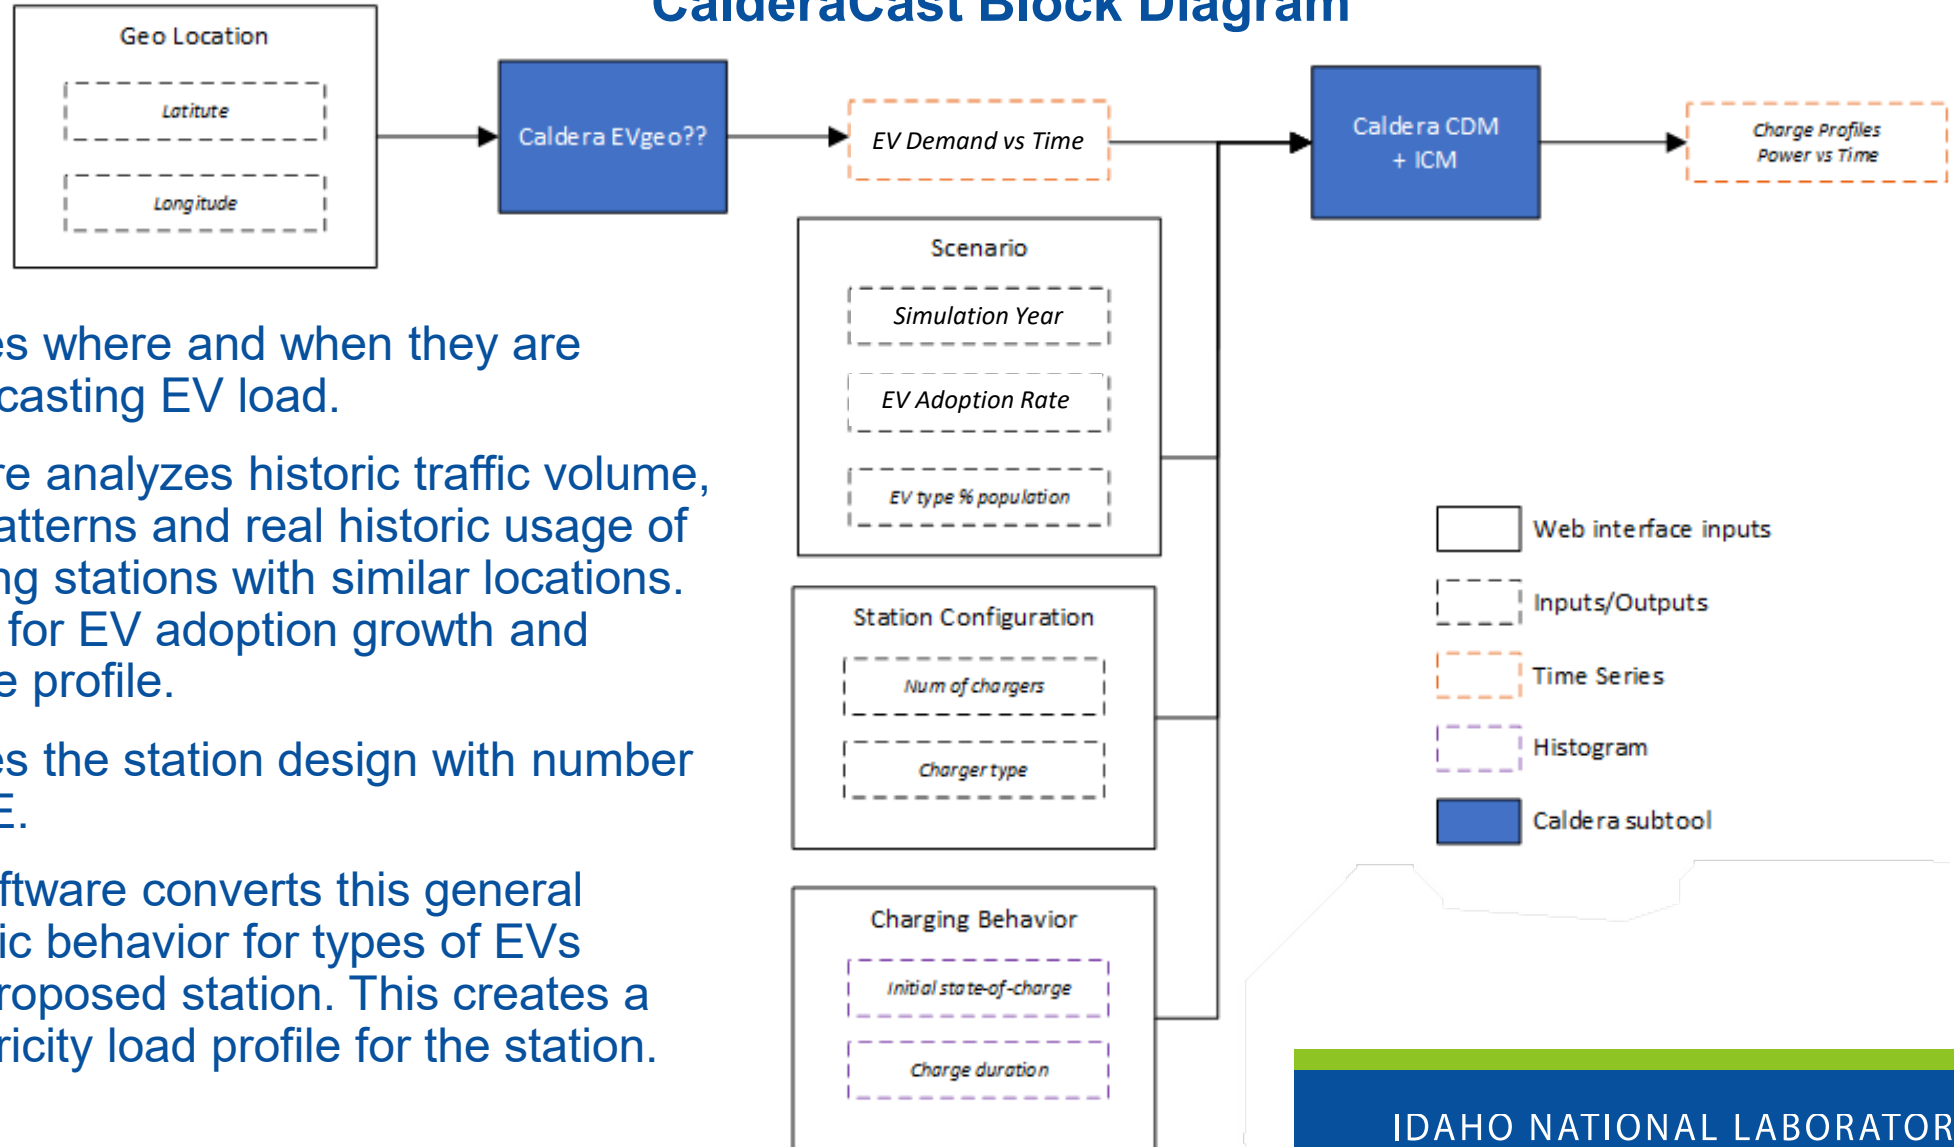 CalderaCast Block Diagram
Geo Location
Latitute
Longitude
Caldera EVgeo??
EV Demand vs Time
Caldera CDM
+ ICM
Charge Profiles
Power vs Time
Scenario
Simulation Year
EV Adoption Rate
EV type % population
Station Configuration
Num of chargers
Charger type
Charging Behavior
Initial state-of-charge
Charge duration
es where and when they are
casting EV load.
re analyzes historic traffic volume,
atterns and real historic usage of
ng stations with similar locations.
for EV adoption growth and
e profile.
es the station design with number
E.
ftware converts this general
ic behavior for types of EVs
roposed station. This creates a
ricity load profile for the station.
Web interface inputs
Inputs/Outputs
Time Series
Histogram
Caldera subtool
IDAHO NATIONAL LABORATOR